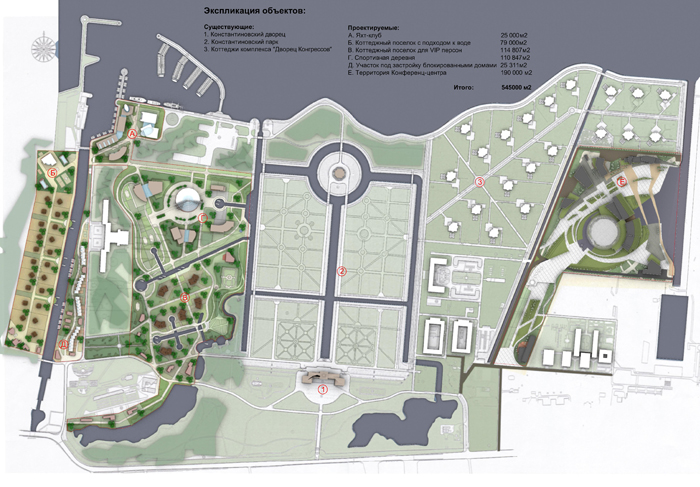 Экспликация объектов:
Существующие:
1. Константиновский дворец
2. Константиновский парк
3. Коттеджи комплекса "Дворец Конгрессов"
Проектируемые:
А. Яхт-клуб 25 000м2
Б. Коттеджный поселок с подходом к воде 79 000м2
В. Коттеджный поселок для VIP персон 114 807м2
Г. Спортивная деревня 110 847м2
Д. Участок под застройку блокированными домами 25 311м2
Е. Территория Конференц-центра 190 000 м2
Итого: 545000 м2
А
Б
3
Е
Г
2
В
Д
1